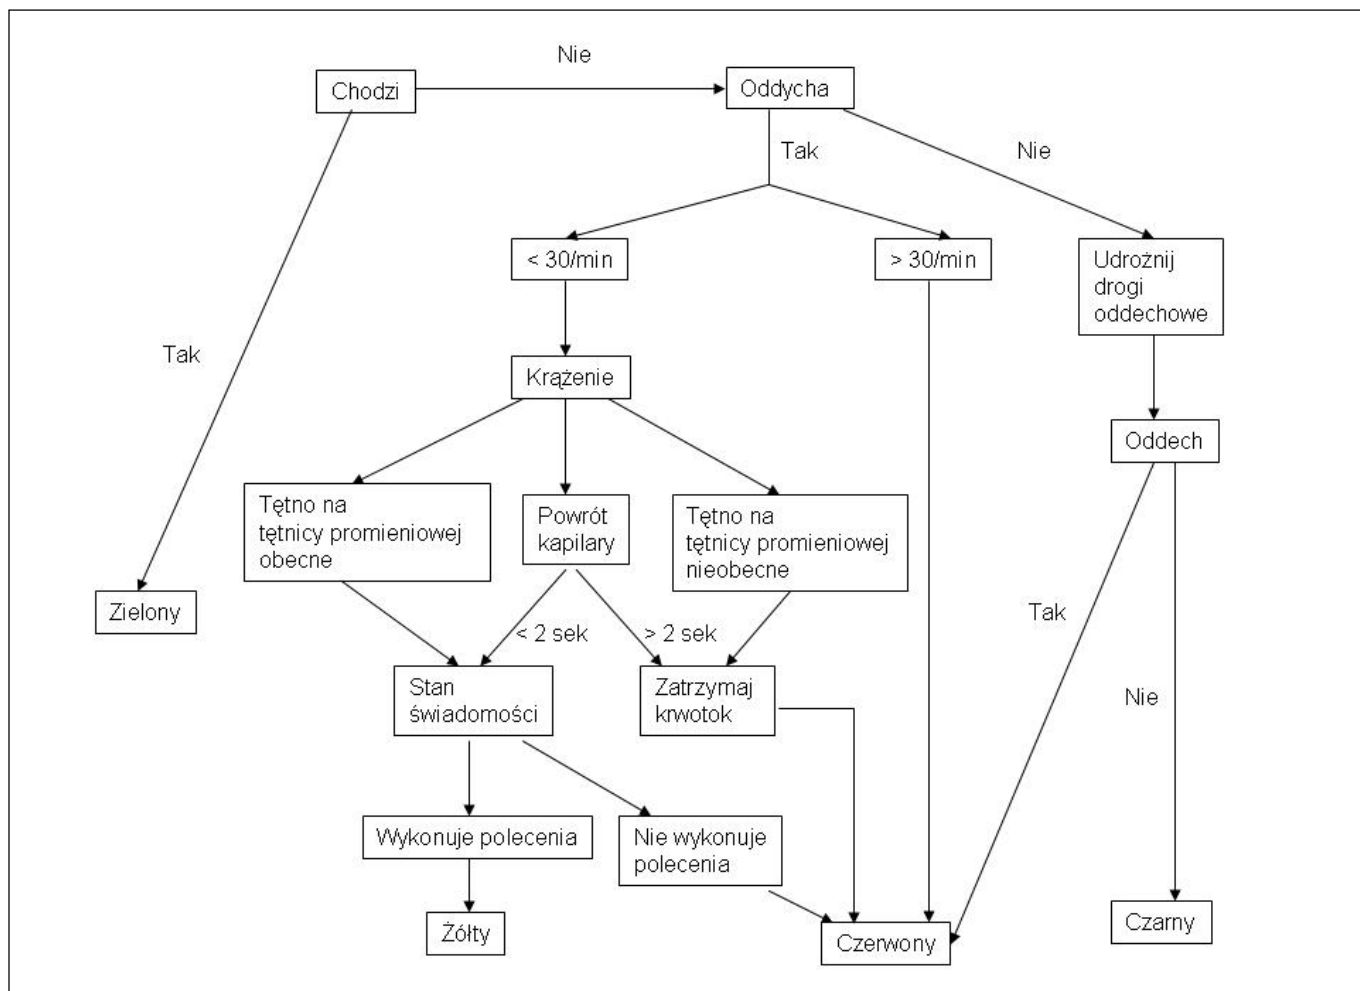 Nie
Chodzi
Oddycha
Tak
Nie
< 30/min
> 30/min
Udrożnij
drogi
oddechowe
Tak
Krążenie
Oddech
Tętno na
tętnicy promieniowej
obecne
Powrót
kapilary
Tętno na
tętnicy promieniowej
nieobecne
Zielony
< 2 sek
> 2 sek
Tak
Stan
świadomości
Zatrzymaj
krwotok
Nie
Wykonuje polecenia
Nie wykonuje
polecenia
Żółty
Czerwony
Czarny